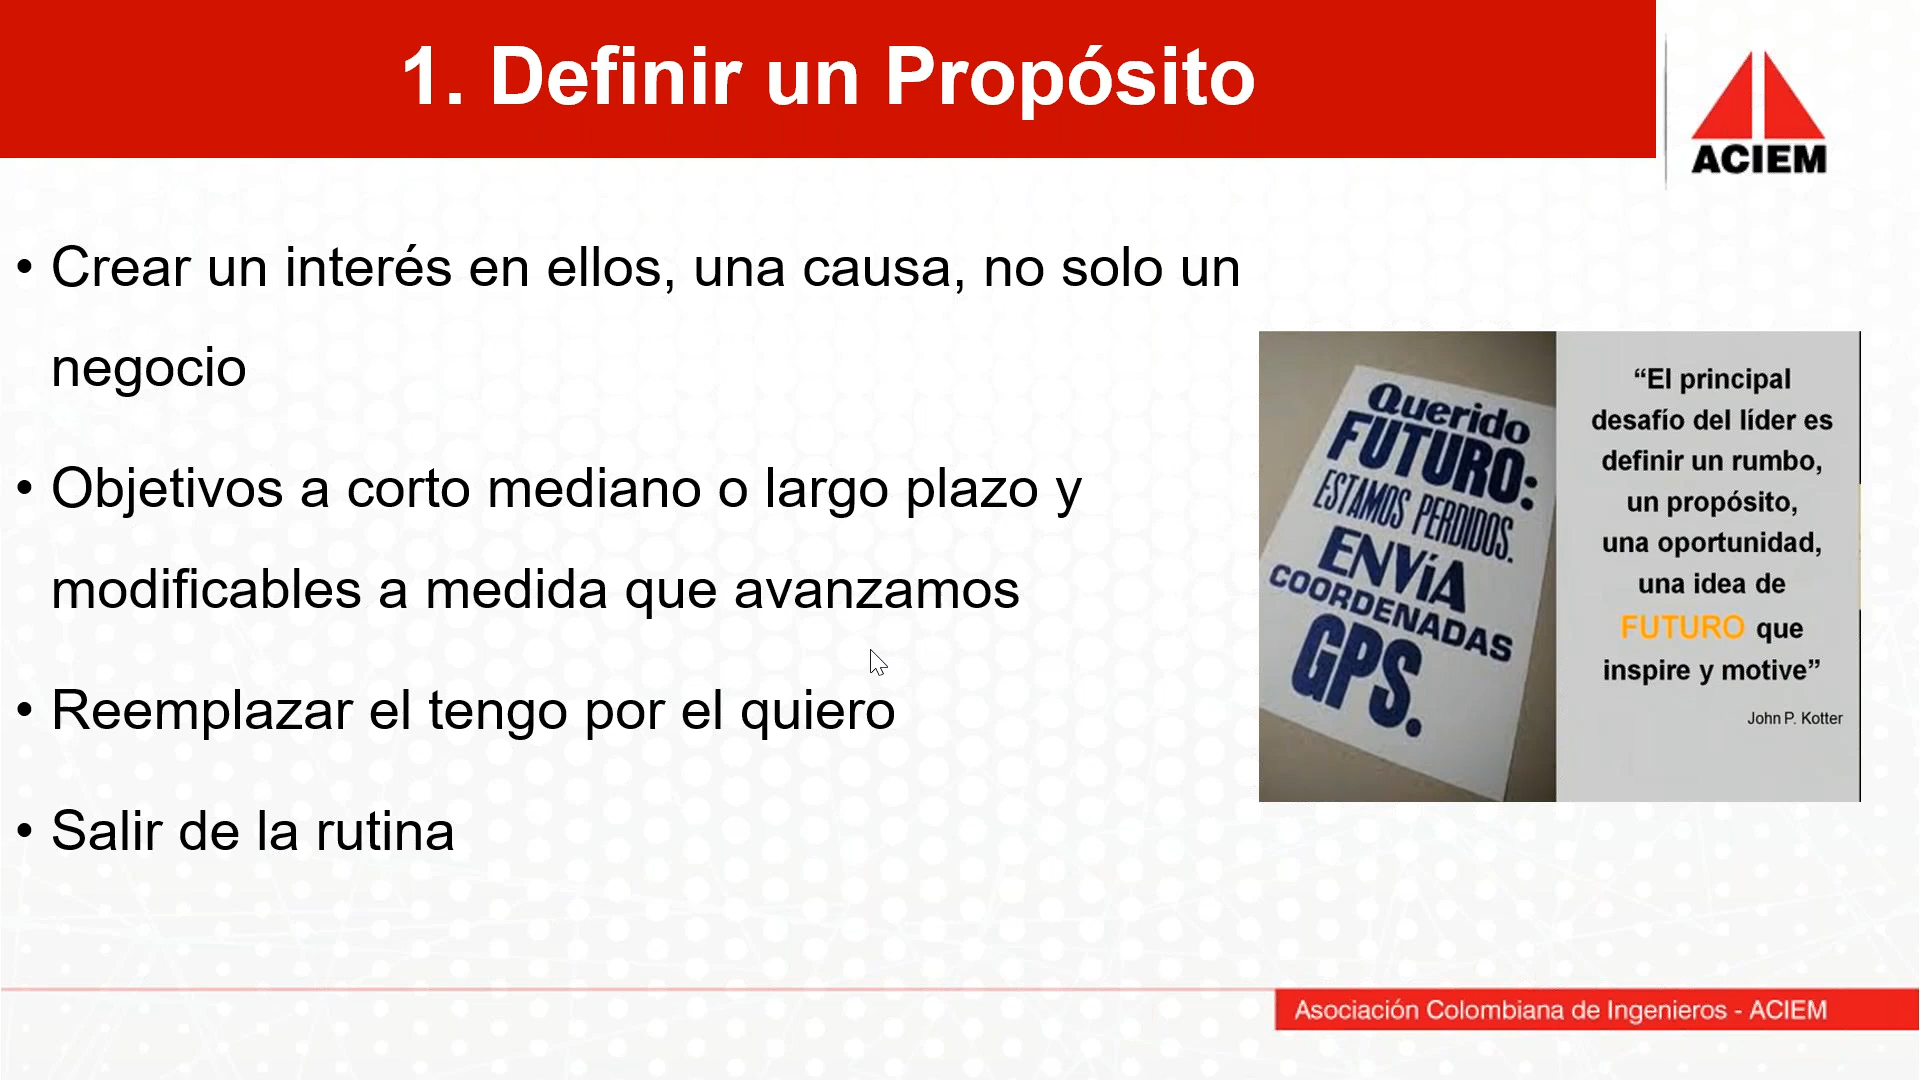 1. Definir un Propósito
ACIEM
• Crear un interés en ellos, una causa, no solo un
negocio
• Objetivos a corto mediano o largo plazo y
modificables a medida que avanzamos
• Reemplazar el tengo por el quiero
• Salir de la rutina
Querido
FUTURO:
ESTAMOS PERDIDOS.
ENVíA
COORDENADAS
GPS.
“El principal
desafío del líder es
definir un rumbo,
un propósito,
una oportunidad,
una idea de
FUTURO que
inspire y motive”
John P. Kotter
Asociación Colombiana de Ingenieros - ACIEM